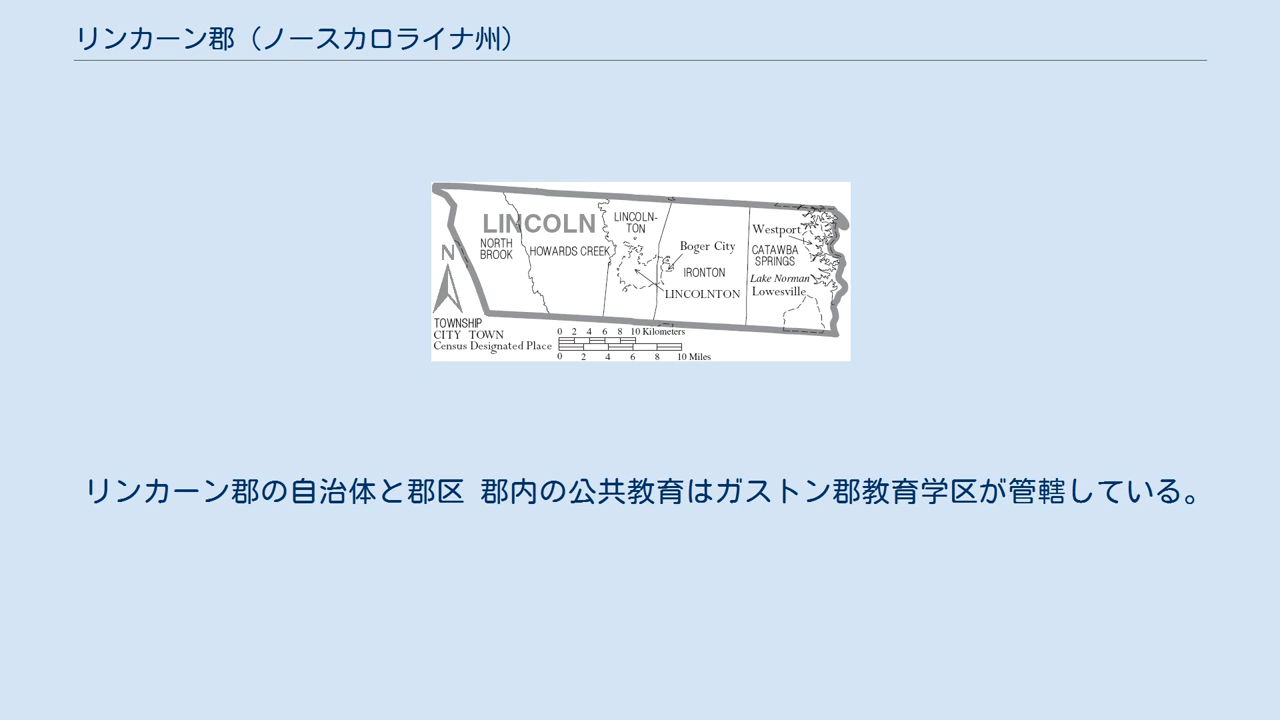 リンカーン郡（ノースカロライナ州）
LINCOLN
LINCOLN-
TON
Westport
NORTH
BROOK
HOWARDS CREEK
Boger City
CATAWBA
SPRINGS
N
IRONTON
Lake Norman
LINCOLNTON
Lowesville
TOWNSHIP
CITY TOWN
Census Designated Place
0 2 4 6 8 10 Kilometers
0 2 4 6 8 10 Miles
リンカーン郡の自治体と郡区 郡内の公共教育はガストン郡教育学区が管轄している。